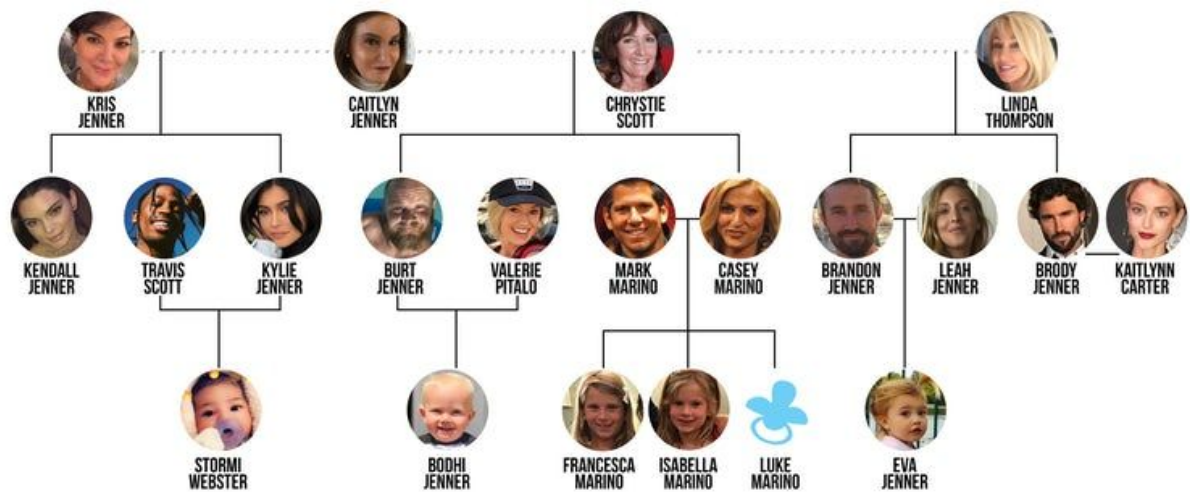 KRIS
JENNER
CAITLYN
JENNER
CHRYSTIE
SCOTT
LINDA
THOMPSON
KENDALL
JENNER
TRAVIS
SCOTT
KYLIE
JENNER
BURT
JENNER
VALERIE
PITALO
MARK
MARINO
CASEY
MARINO
BRANDON
JENNER
LEAH
JENNER
BRODY
JENNER
KAITLYNN
CARTER
STORMI
WEBSTER
BODHI
JENNER
FRANCESCA
MARINO
ISABELLA
MARINO
LUKE
MARINO
EVA
JENNER